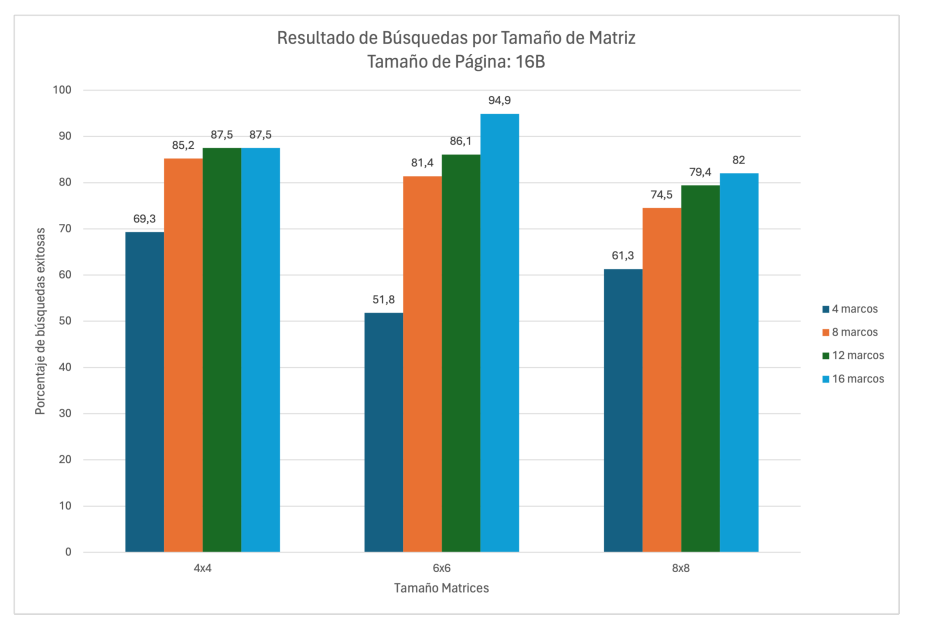 Resultado de Búsquedas por Tamaño de Matriz
Tamaño de Página: 16B
Porcentaje de búsquedas exitosas
100
90
80
70
60
50
40
30
20
10
0
69,3
85,2
87,5
87,5
51,8
81,4
86,1
94,9
61,3
74,5
79,4
82
4x4
6x6
8x8
Tamaño Matrices
4 marcos
8 marcos
12 marcos
16 marcos